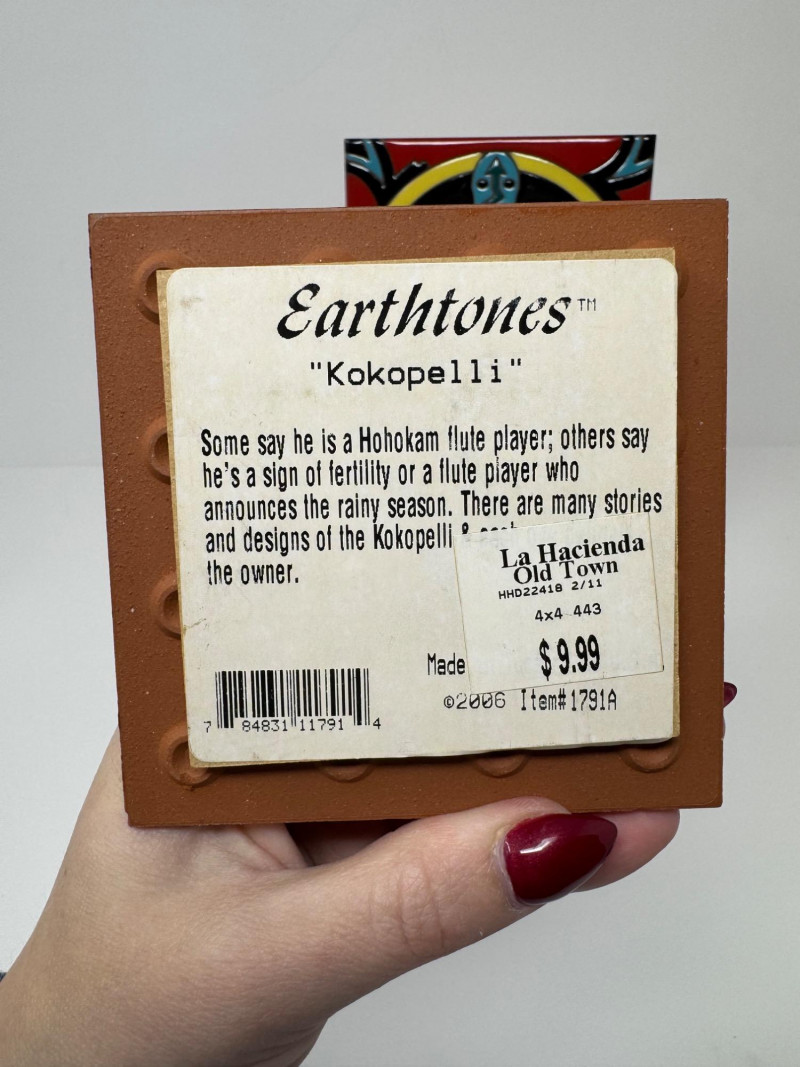 Earthtones™
"Kokopelli"
Some say he is a Hohokam flute player; others say
he's a sign of fertility or a flute player who
announces the rainy season. There are many stories
and designs of the Kokopelli &
the owner.
La Hacienda
Old Town
HHD22418 2/11
4x4 443
$9.99
Made
©2006 Item#1791A
7 84831 11791 4